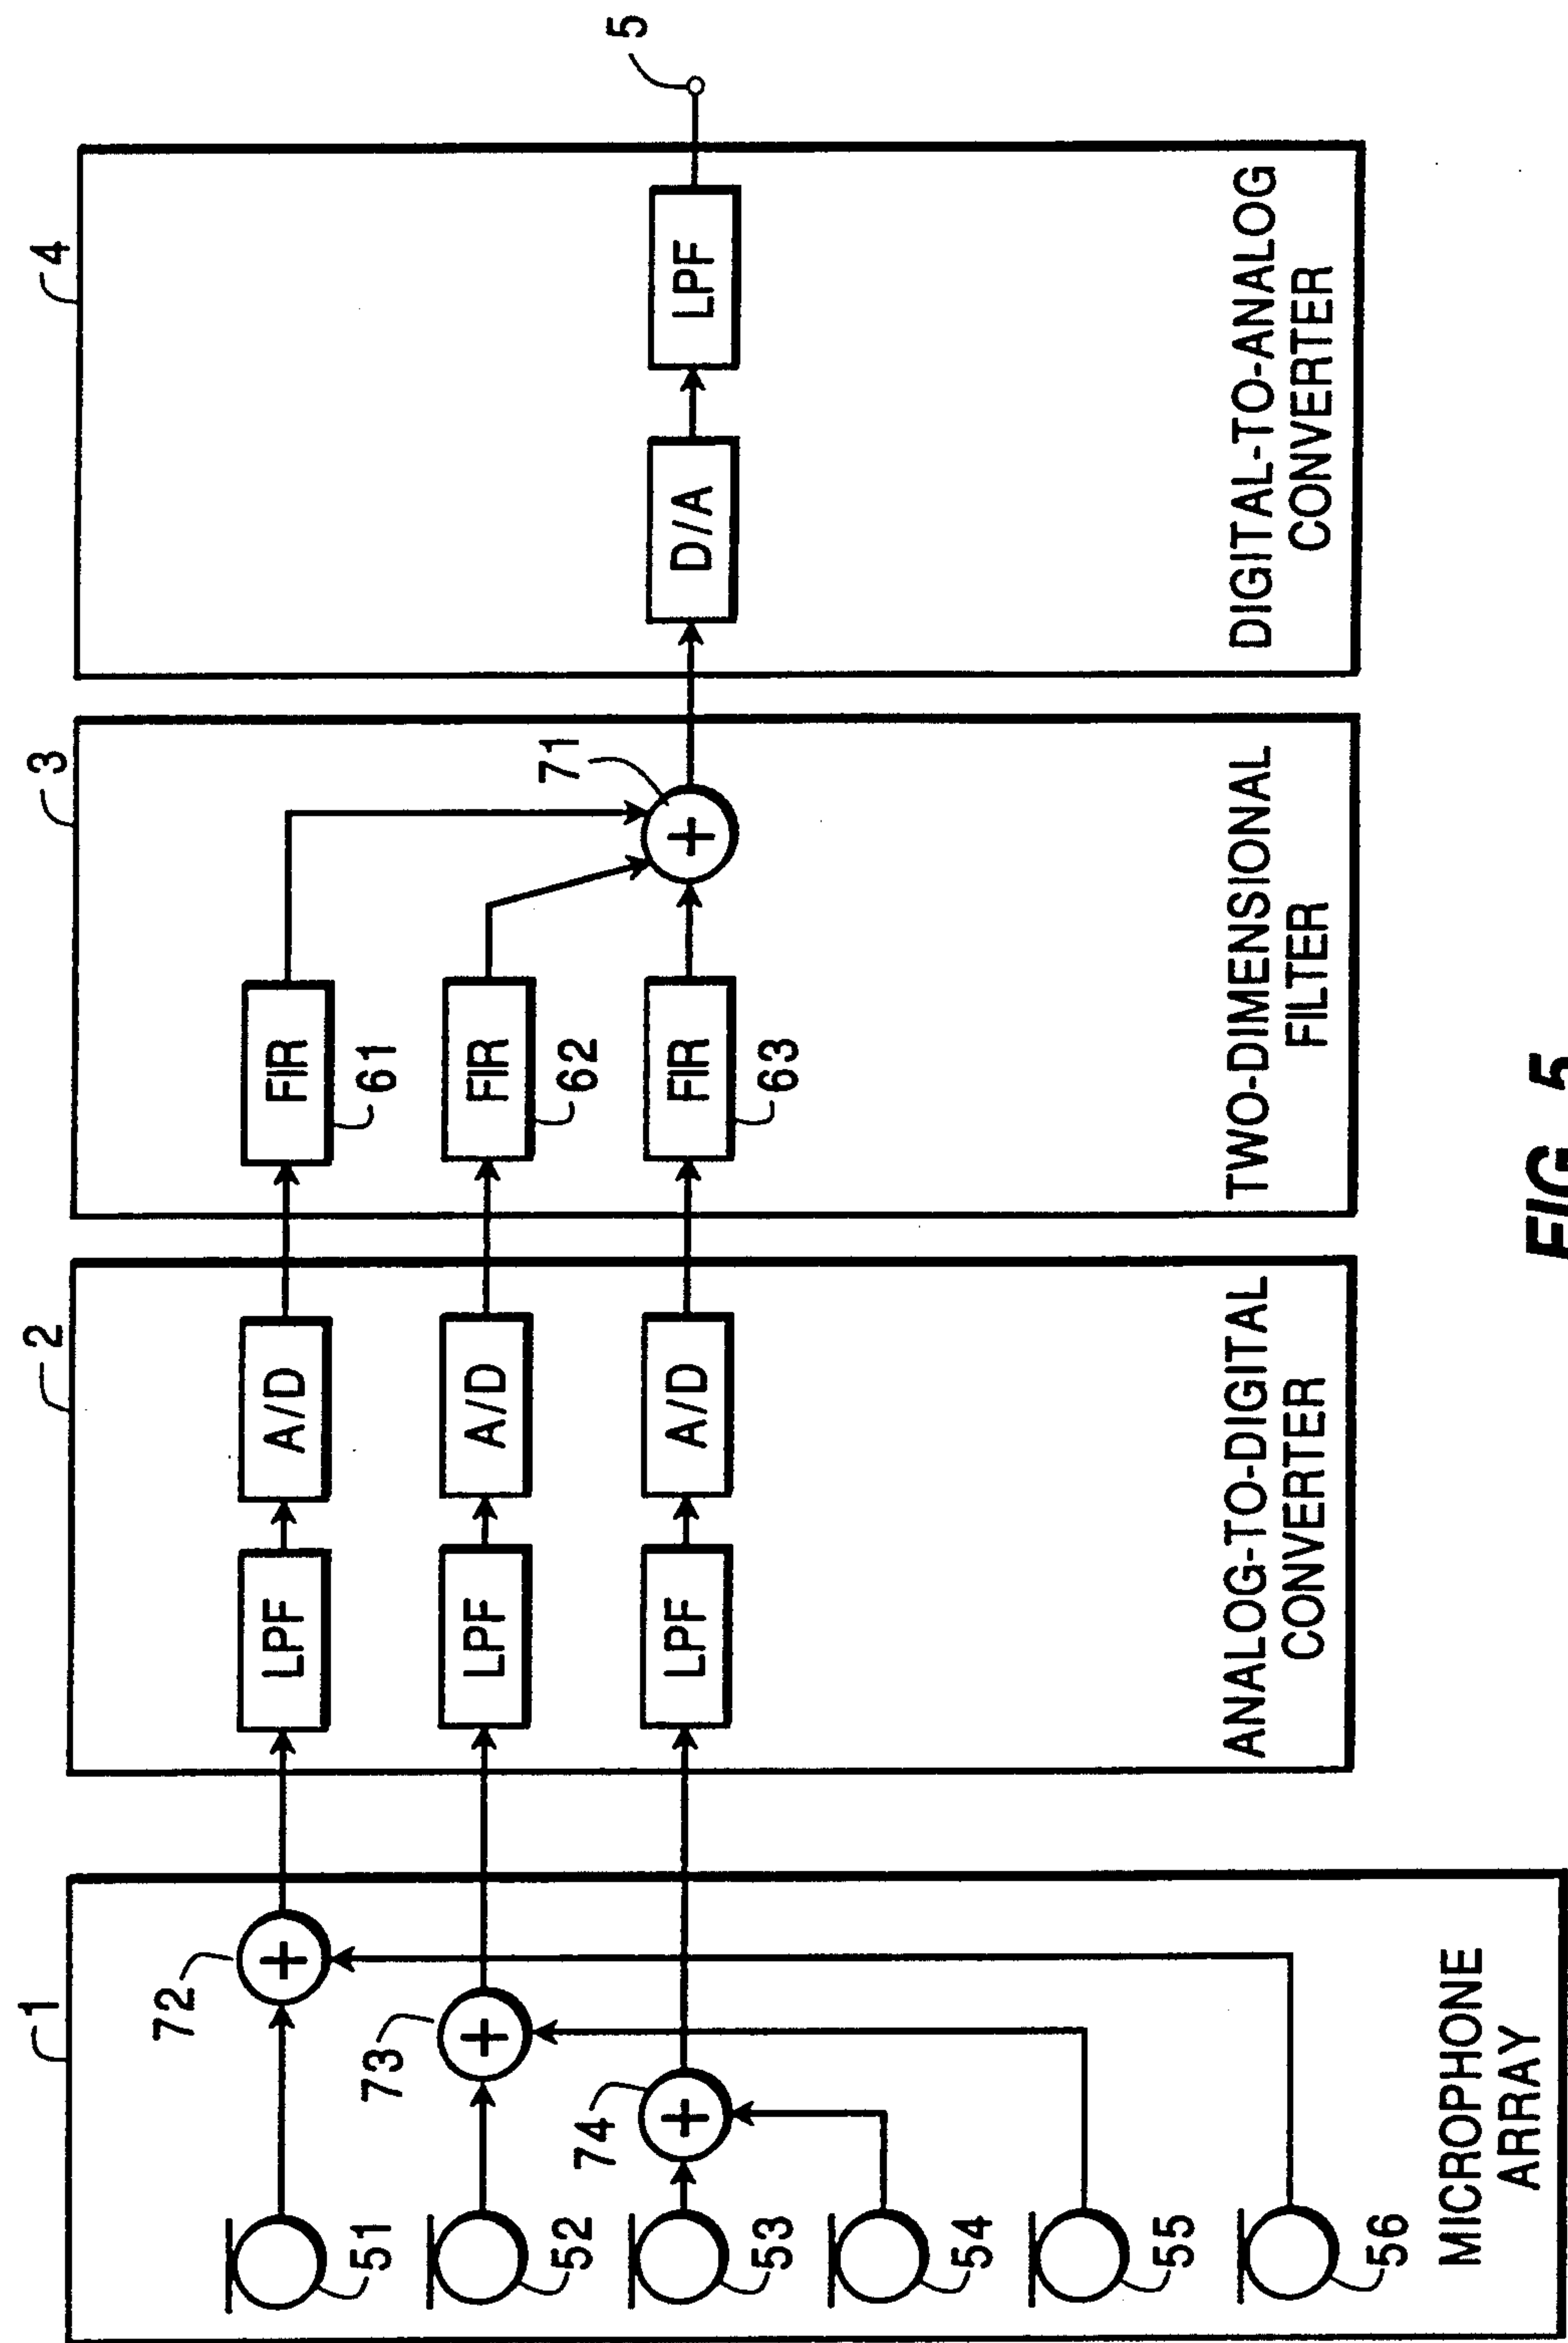 1
72
73
74
51
52
53
54
55
56
+
+
+
MICROPHONE
ARRAY
2
LPF
A/D
LPF
A/D
LPF
A/D
ANALOG-TO-DIGITAL
CONVERTER
3
FIR
61
FIR
62
FIR
63
71
+
TWO-DIMENSIONAL
FILTER
4
D/A
LPF
5
DIGITAL-TO-ANALOG
CONVERTER
FIG. 5